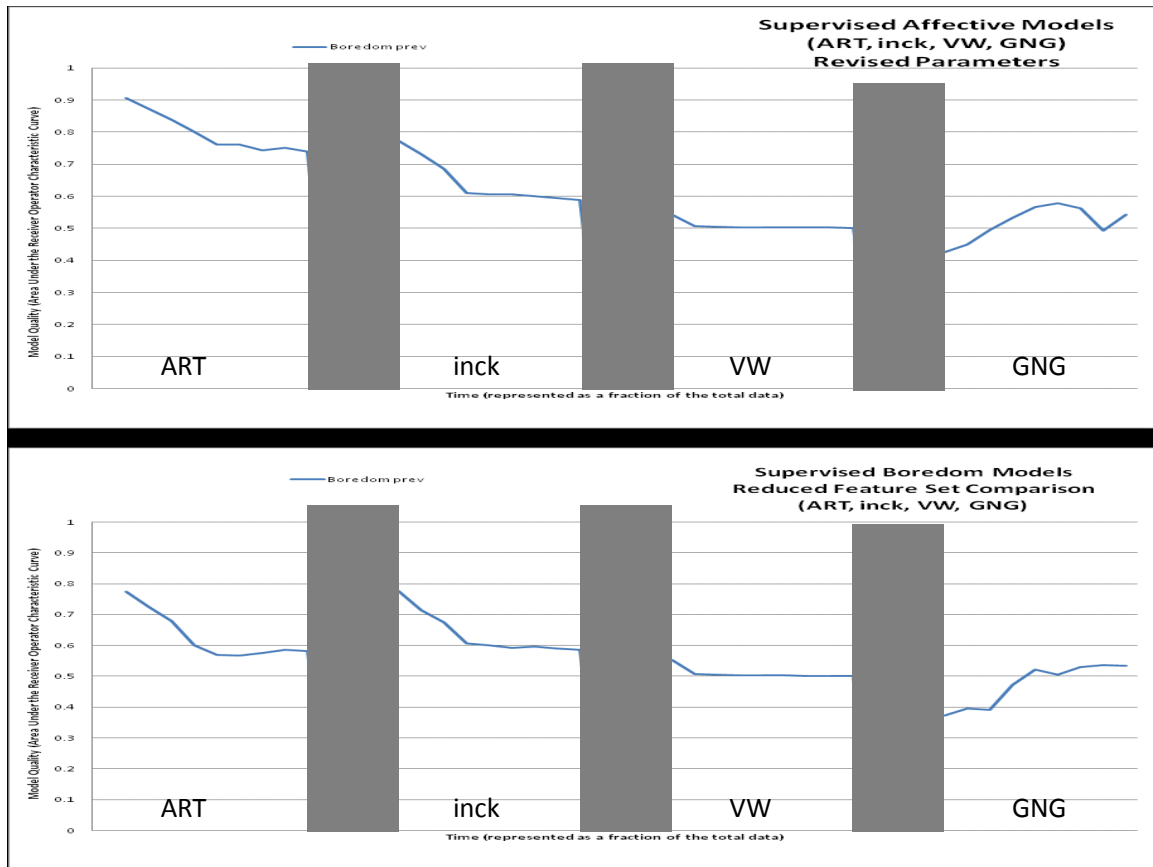 Supervised Affective Models
(ART, inck, VW, GNG)
Revised Parameters
Boredom prev
Model Quality (Area Under the Receiver Operator Characteristic Curve)
1
0.9
0.8
0.7
0.6
0.5
0.4
0.3
0.2
0.1
0
ART inck VW GNG
Time (represented as a fraction of the total data)
Supervised Boredom Models
Reduced Feature Set Comparison
(ART, inck, VW, GNG)
Boredom prev
Model Quality (Area Under the Receiver Operator Characteristic Curve)
1
0.9
0.8
0.7
0.6
0.5
0.4
0.3
0.2
0.1
0
ART inck VW GNG
Time (represented as a fraction of the total data)